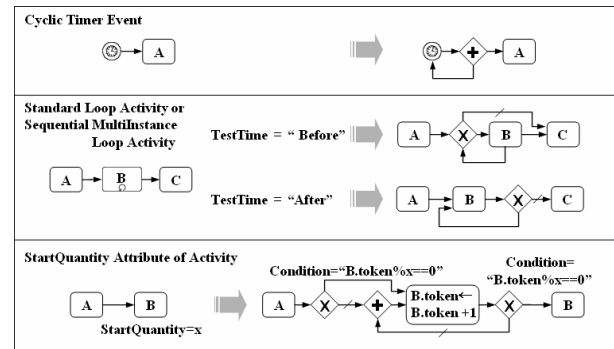 Cyclic Timer Event
A
A
Standard Loop Activity or
Sequential MultiInstance
Loop Activity
TestTime = “ Before”
A
X
B
C
A
B
C
TestTime = “After”
A
B
X
C
StartQuantity Attribute of Activity
Condition=“B.token%x==0”
Condition=
“B.token%x==0”
A
B
StartQuantity=x
A
X
B.token←
B.token +1
X
B